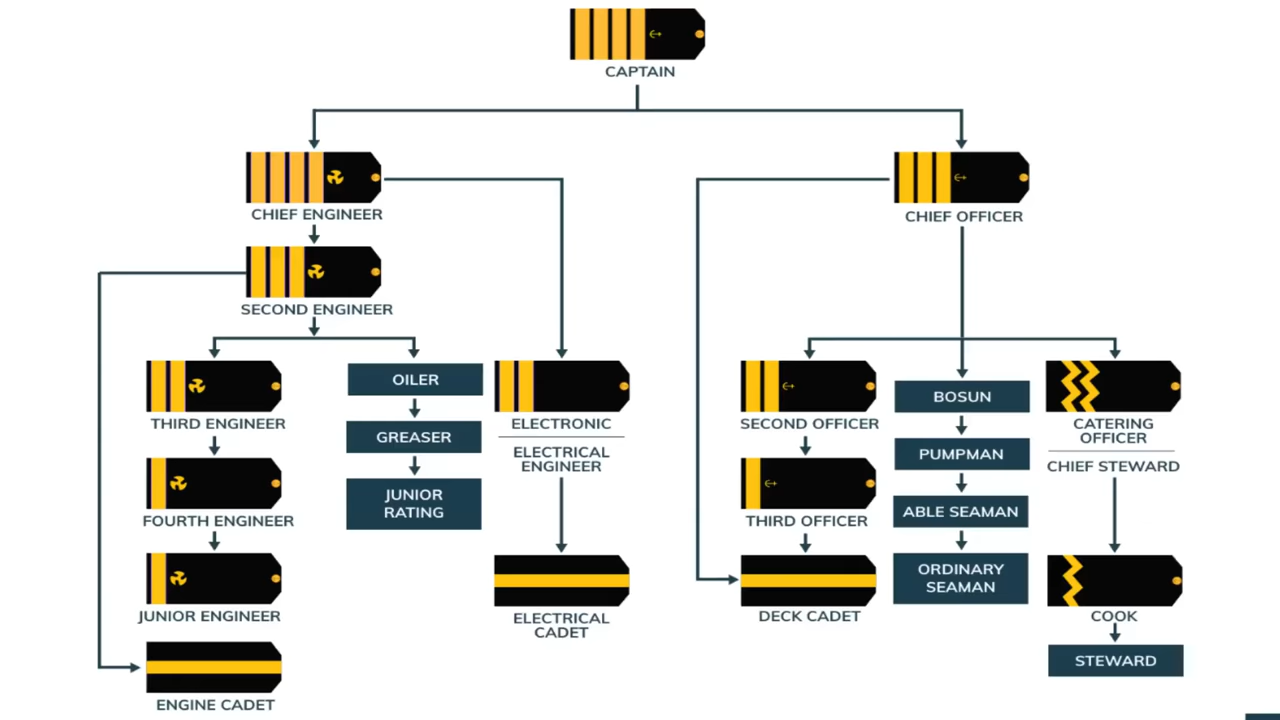 CAPTAIN
CHIEF ENGINEER
CHIEF OFFICER
SECOND ENGINEER
THIRD ENGINEER
FOURTH ENGINEER
JUNIOR ENGINEER
ENGINE CADET
OILER
GREASER
JUNIOR
RATING
ELECTRONIC
ELECTRICAL
ENGINEER
ELECTRICAL
CADET
SECOND OFFICER
THIRD OFFICER
DECK CADET
BOSUN
PUMPMAN
ABLE SEAMAN
ORDINARY
SEAMAN
CATERING
OFFICER
CHIEF STEWARD
COOK
STEWARD